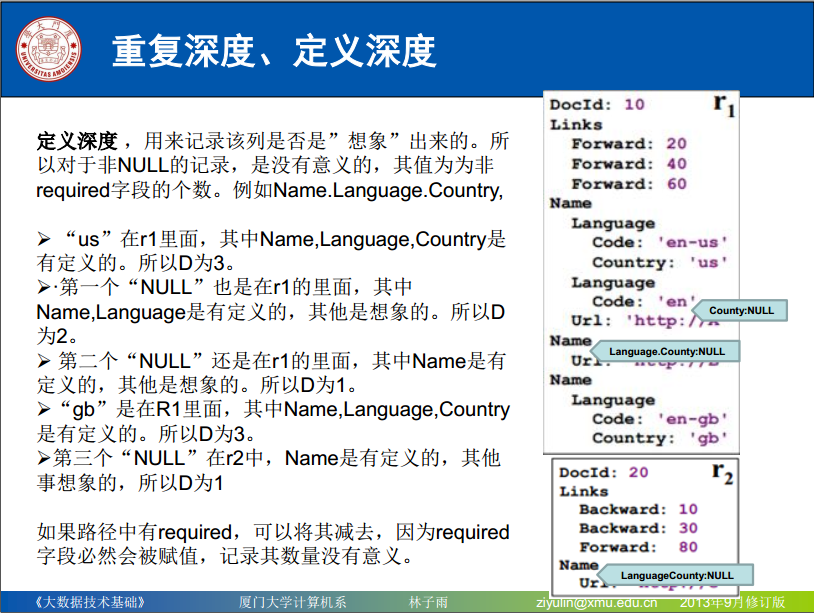 重复深度、定义深度
定义深度 ，用来记录该列是否是”想象”出来的。所
以对于非NULL的记录，是没有意义的，其值为为非
required字段的个数。例如Name.Language.Country,
➢ “us”在r1里面，其中Name,Language,Country是
有定义的。所以D为3。
➢·第一个“NULL”也是在r1的里面，其中
Name,Language是有定义的，其他是想象的。所以D
为2。
➢ 第二个“NULL”还是在r1的里面，其中Name是有
定义的，其他是想象的。所以D为1。
➢“gb”是在R1里面，其中Name,Language,Country
是有定义的。所以D为3。
➢第三个“NULL”在r2中，Name是有定义的，其他
事想象的，所以D为1
如果路径中有required，可以将其减去，因为required
字段必然会被赋值，记录其数量没有意义。
DocId: 10 r1
Links
Forward: 20
Forward: 40
Forward: 60
Name
Language
Code: 'en-us'
Country: 'us'
Language
Code: 'en'
County:NULL
Url: 'http://A
Name
Language.County:NULL
Url:
Name
Language
Code: 'en-gb'
Country: 'gb'
DocId: 20 r2
Links
Backward: 10
Backward: 30
Forward: 80
Name
LanguageCounty:NULL
Url:
《大数据技术基础》 厦门大学计算机系 林子雨 ziyulin@xmu.edu.cn 2013年9月修订版